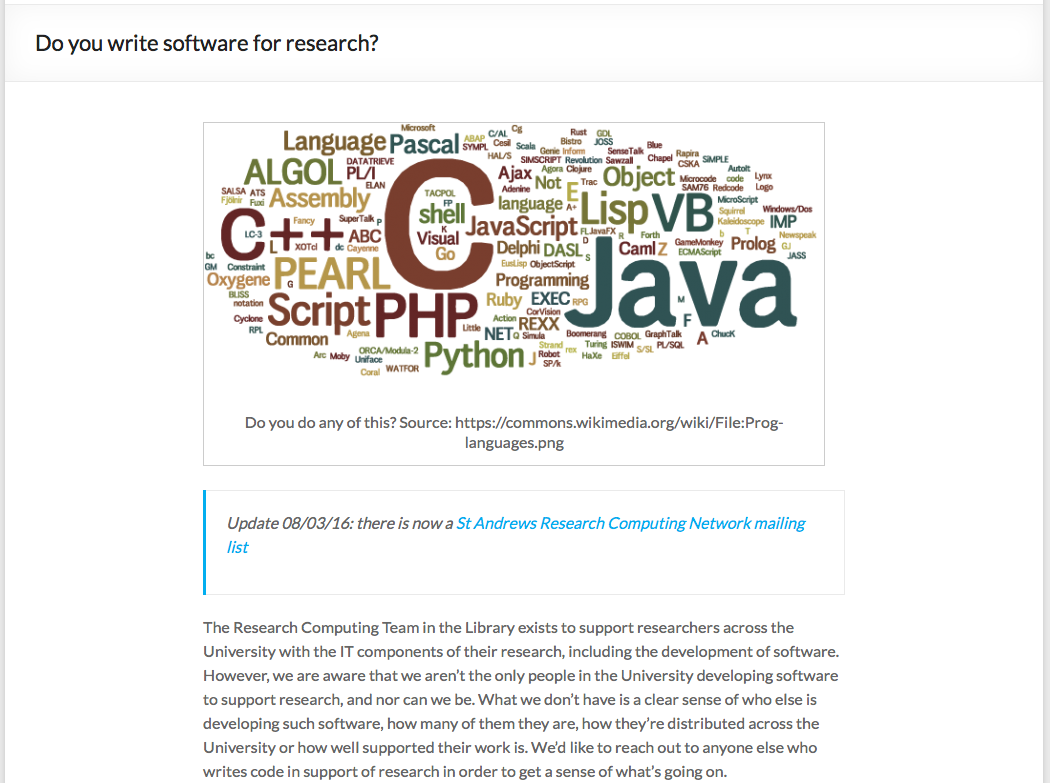 Do you write software for research?
Microsoft Cg Rust GDL
Language Pascal ABAP C/AL Cesil Scala Bistro JOSS Blue
DATATRIEVE SYMPL HAL/S Genie Inform SenseTalk Chapel Rapira SiMPLE
ALGOL PL/I SIMSCRIPT Revolution Sawzall CSKA AutoIt
ELAN C Ajax Agora Clojure Object Microcode code Lynx
SALSA ATS Assembly TACPOL Adenine Not E Trac SAM76 Redcode Logo
Fjölnir Fuxi FP shell language A+ Lisp VB MicroScript
Fancy SuperTalk P K JavaScript FL JavaFX R Forth Squirrel Windows/Dos
C++ LC-3 ABC Visual D Kaleidoscope IMP
L XOTcl dc Cayenne Go Delphi DASL S Caml Z GameMonkey b T Prolog Newspeak GJ
bc EusLisp ObjectScript ECMAScript JASS
GM Constraint PEARL Programming Java
Oxygene G Ruby EXEC RPG M
BLISS notation Script PHP CorVision F
Cyclone Action REXX
RPL Common Agena Little NET Q Simula Boomerang COBOL GraphTalk A ChucK
Arc Moby ORCA/Modula-2 Python Strand rex Turing ISWIM S/SL PL/SQL
Uniface J Robot HaXe Eiffel
Coral WATFOR SP/k
Do you do any of this? Source: https://commons.wikimedia.org/wiki/File:Prog-
languages.png
Update 08/03/16: there is now a St Andrews Research Computing Network mailing
list
The Research Computing Team in the Library exists to support researchers across the
University with the IT components of their research, including the development of software.
However, we are aware that we aren’t the only people in the University developing software
to support research, and nor can we be. What we don’t have is a clear sense of who else is
developing such software, how many of them they are, how they’re distributed across the
University or how well supported their work is. We’d like to reach out to anyone else who
writes code in support of research in order to get a sense of what’s going on.